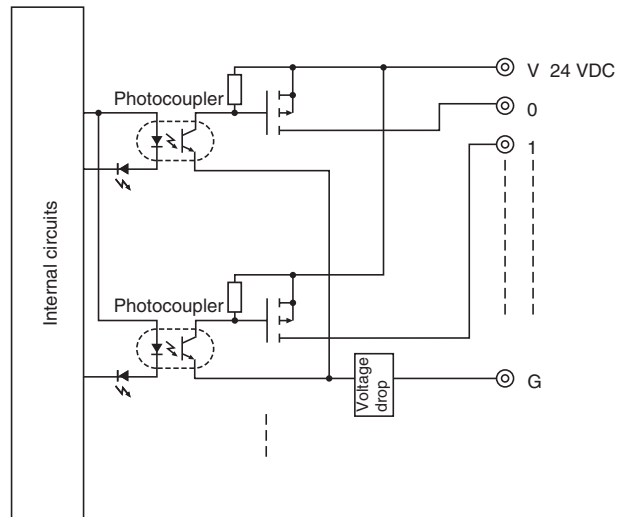 Internal circuits
Photocoupler
V 24 VDC
0
1
Photocoupler
Voltage
drop
G